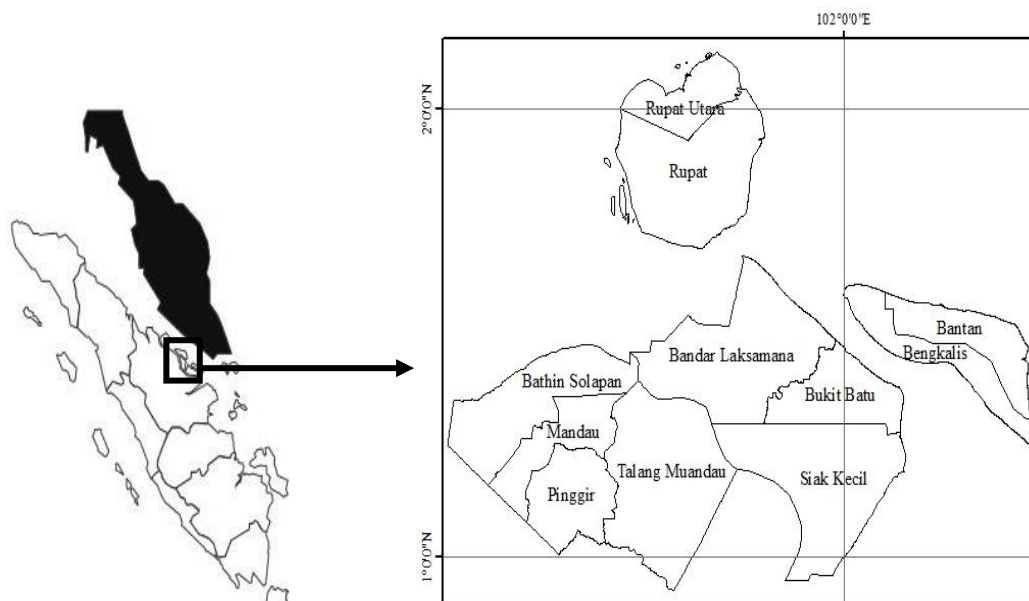 102°0'0"E
2°0'0"N
Rupat Utara
Rupat
Bantan
Bengkalis
Bandar Laksamana
Bathin Solapan
Bukit Batu
Mandau
Talang Muandau
Siak Kecil
Pinggir
1°0'0"N